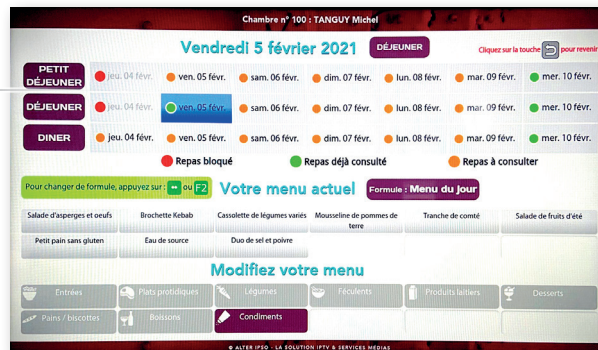 Chambre n° 100 : TANGUY Michel
Vendredi 5 février 2021 DÉJEUNER Cliquez sur la touche pour revenir
PETIT DÉJEUNER jeu. 04 févr. ven. 05 févr. sam. 06 févr. dim. 07 févr. lun. 08 févr. mar. 09 févr. mer. 10 févr.
DÉJEUNER jeu. 04 févr. ven. 05 févr. sam. 06 févr. dim. 07 févr. lun. 08 févr. mar. 09 févr. mer. 10 févr.
DINER jeu. 04 févr. ven. 05 févr. sam. 06 févr. dim. 07 févr. lun. 08 févr. mar. 09 févr. mer. 10 févr.
Repas bloqué Repas déjà consulté Repas à consulter
Pour changer de formule, appuyez sur : ou F2 Votre menu actuel Formule : Menu du jour
Salade d'asperges et oeufs Brochette Kebab Cassolette de légumes variés Mousseline de pommes de terre Tranche de comté Salade de fruits d'été
Petit pain sans gluten Eau de source Duo de sel et poivre
Modifiez votre menu
Entrées Plats protidiques Légumes Féculents Produits laitiers Desserts
Pains / biscottes Boissons Condiments
© ALTER IPSO - LA SOLUTION IPTV & SERVICES MÉDIAS